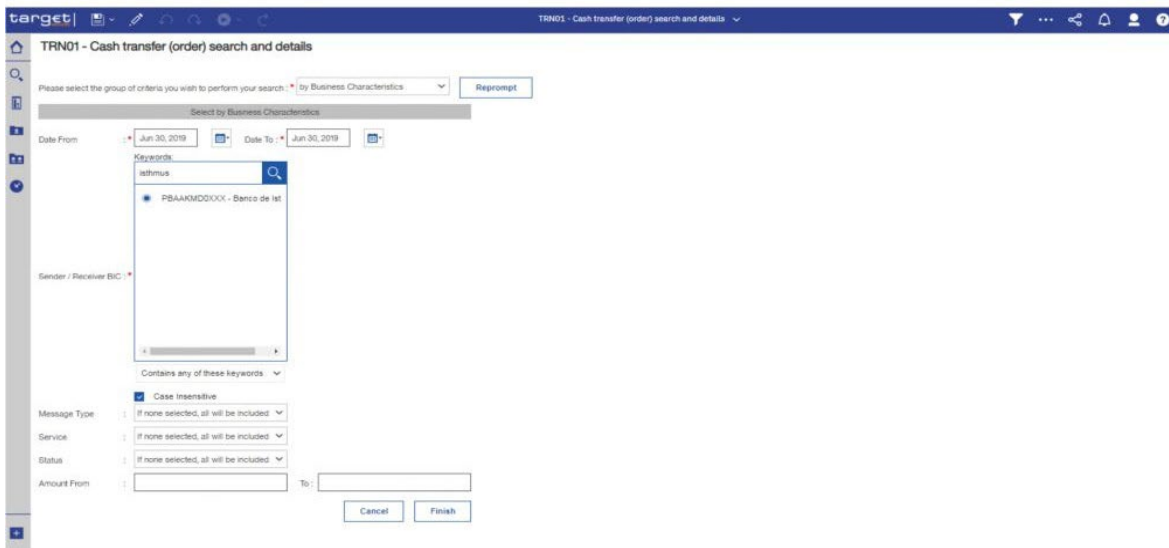 target|
TRN01 - Cash transfer (order) search and details
TRN01 - Cash transfer (order) search and details
Please select the group of criteria you wish to perform your search : * by Business Characteristics Reprompt
Select by Business Characteristics
Date From : * Jun 30, 2019 Date To : * Jun 30, 2019
Keywords:
isthmus
PBAAKMD0XXX - Banco de Ist
Sender / Receiver BIC : *
Contains any of these keywords
Case Insensitive
Message Type : If none selected, all will be included
Service : If none selected, all will be included
Status : If none selected, all will be included
Amount From : To :
Cancel Finish